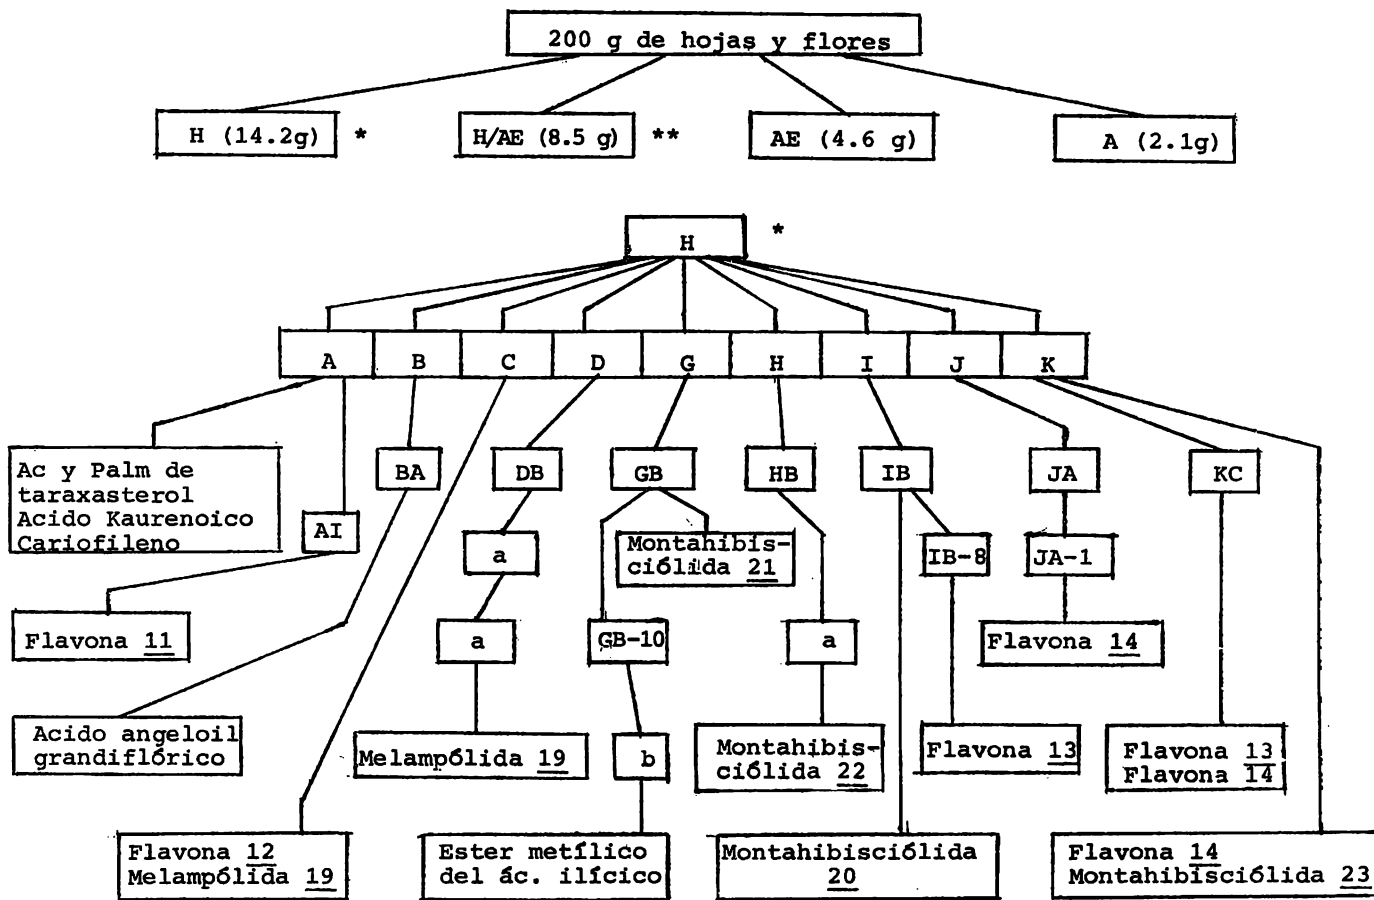 200 g de hojas y flores
H (14.2g) *
H/AE (8.5 g) **
AE (4.6 g)
A (2.1g)
H *
A B C D G H I J K
Ac y Palm de
taraxasterol
Acido Kaurenoico
Cariofileno
AI
BA
DB
GB
HB
IB
JA
KC
a
Montahibis-
ciólida 21
IB-8
JA-1
Flavona 11
a
GB-10
a
Flavona 14
Acido angeloil
grandiflórico
Melampólida 19
b
Montahibis-
ciólida 22
Flavona 13
Flavona 13
Flavona 14
Flavona 12
Melampólida 19
Ester metílico
del ác. ilícico
Montahibisciólida
20
Flavona 14
Montahibisciólida 23